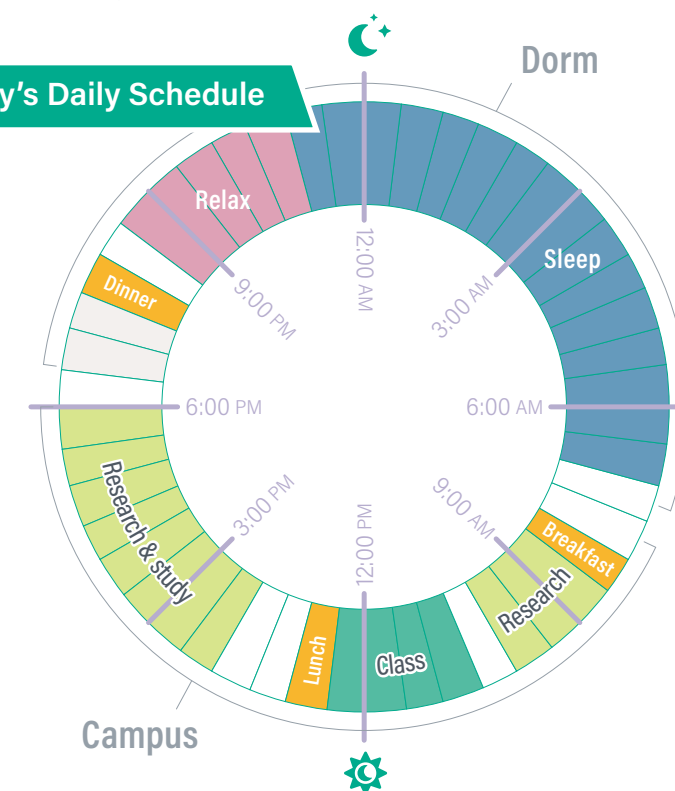 y's Daily Schedule
Dorm
Relax
12:00 AM
Sleep
3:00 AM
9:00 PM
Dinner
6:00 PM
6:00 AM
Research & study
3:00 PM
12:00 PM
9:00 AM
Breakfast
Research
Lunch
Class
Campus